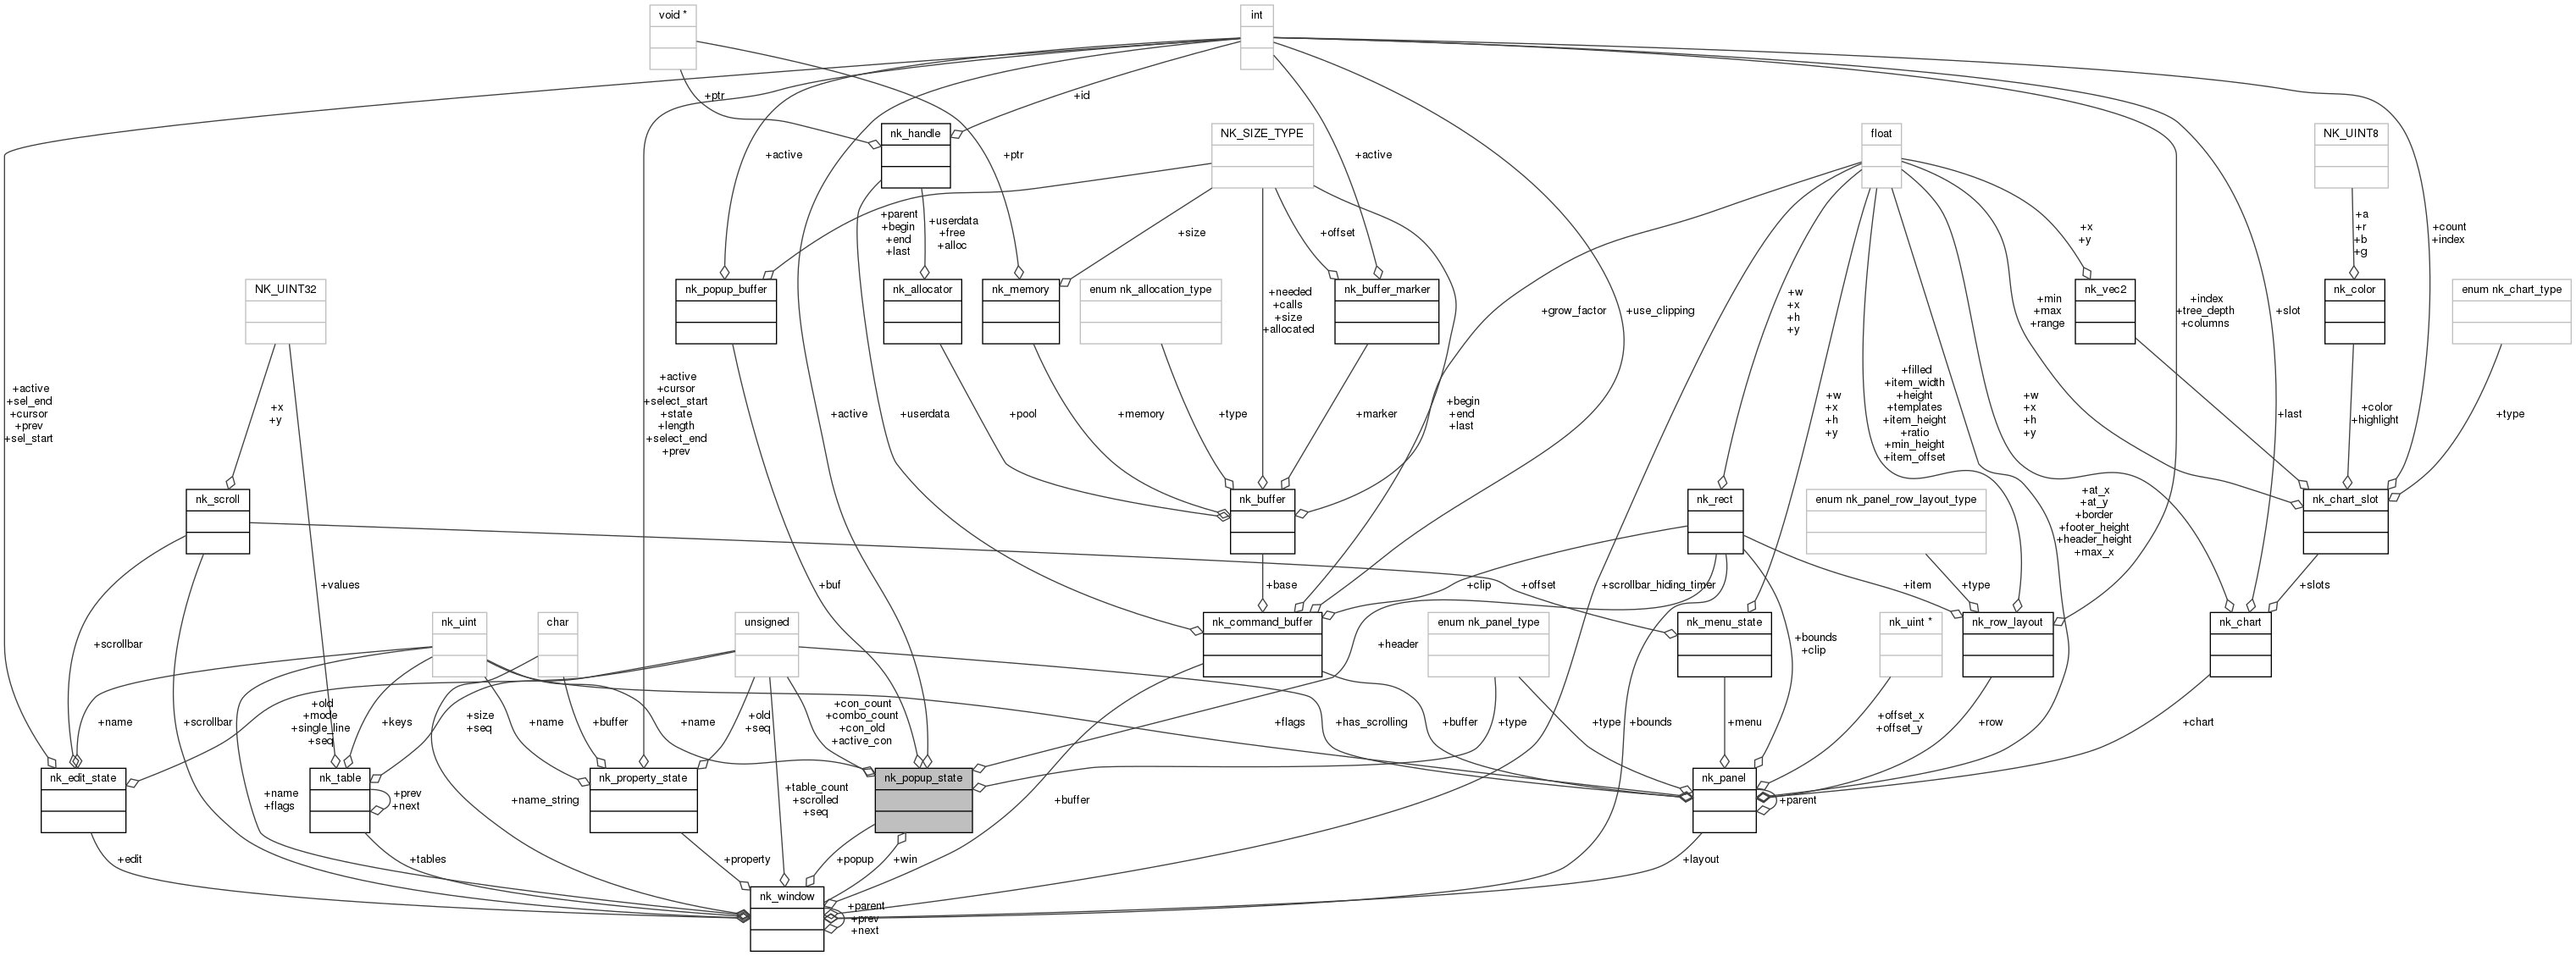 void *
int
+ptr
+id
nk_handle
NK_SIZE_TYPE
float
NK_UINT8
+active
+ptr
+active
+parent
+begin
+end
+last
+userdata
+free
+alloc
+size
+offset
+x
+y
+a
+r
+b
+g
+count
+index
NK_UINT32
nk_popup_buffer
nk_allocator
nk_memory
enum nk_allocation_type
nk_buffer_marker
nk_vec2
nk_color
enum nk_chart_type
+needed
+calls
+size
+allocated
+grow_factor
+use_clipping
+w
+x
+h
+y
+min
+max
+range
+index
+tree_depth
+columns
+slot
+active
+sel_end
+cursor
+prev
+sel_start
+x
+y
+active
+cursor
+select_start
+state
+length
+select_end
+prev
+active
+userdata
+pool
+memory
+type
+marker
+begin
+end
+last
+w
+x
+h
+y
+filled
+item_width
+height
+templates
+item_height
+ratio
+min_height
+item_offset
+w
+x
+h
+y
+last
+color
+highlight
+type
nk_scroll
nk_buffer
nk_rect
enum nk_panel_row_layout_type
nk_chart_slot
+at_x
+at_y
+border
+footer_height
+header_height
+max_x
+values
+buf
+base
+clip
+offset
+scrollbar_hiding_timer
+item
+type
+slots
nk_uint
char
unsigned
nk_command_buffer
enum nk_panel_type
nk_menu_state
nk_uint *
nk_row_layout
nk_chart
+scrollbar
+header
+bounds
+clip
+name
+scrollbar
+old
+mode
+single_line
+seq
+keys
+size
+seq
+name
+buffer
+name
+old
+seq
+con_count
+combo_count
+con_old
+active_con
+flags
+has_scrolling
+buffer
+type
+type
+bounds
+menu
+offset_x
+offset_y
+row
+chart
nk_edit_state
nk_table
nk_property_state
nk_popup_state
nk_panel
+name
+flags
+prev
+next
+name_string
+table_count
+scrolled
+seq
+buffer
+parent
+edit
+tables
+property
+popup
+win
+layout
nk_window
+parent
+prev
+next